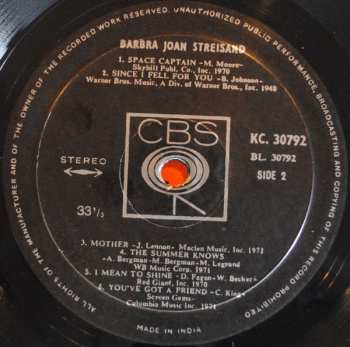 BARBRA JOAN STREISAND
1. SPACE CAPTAIN -M. Moore-
Skyhill Publ. Co., Inc. 1970
2. SINCE I FELL FOR YOU -B. Johnson-
Warner Bros. Music, A Div. of Warner Bros., Inc. 1948
CBS
KC. 30792
BL. 30792
STEREO
SIDE 2
33 1/3
3. MOTHER -J. Lennon- Maclen Music. Inc. 1971
4. THE SUMMER KNOWS
-A. Bergman -M. Bergman -M. Legrand
WB Music Corp. 1971
5. I MEAN TO SHINE -D. Fagan -W. Becker-
Red Giant, Inc. 1970
6. YOU'VE GOT A FRIEND -C. King-
Screen Gems-
Columbia Music Inc. 1971
ALL RIGHTS OF THE MANUFACTURER AND OF THE OWNER OF THE RECORDED WORK RESERVED. UNAUTHORIZED PUBLIC PERFORMANCE, BROADCASTING AND COPYING OF THIS RECORD PROHIBITED
MADE IN INDIA